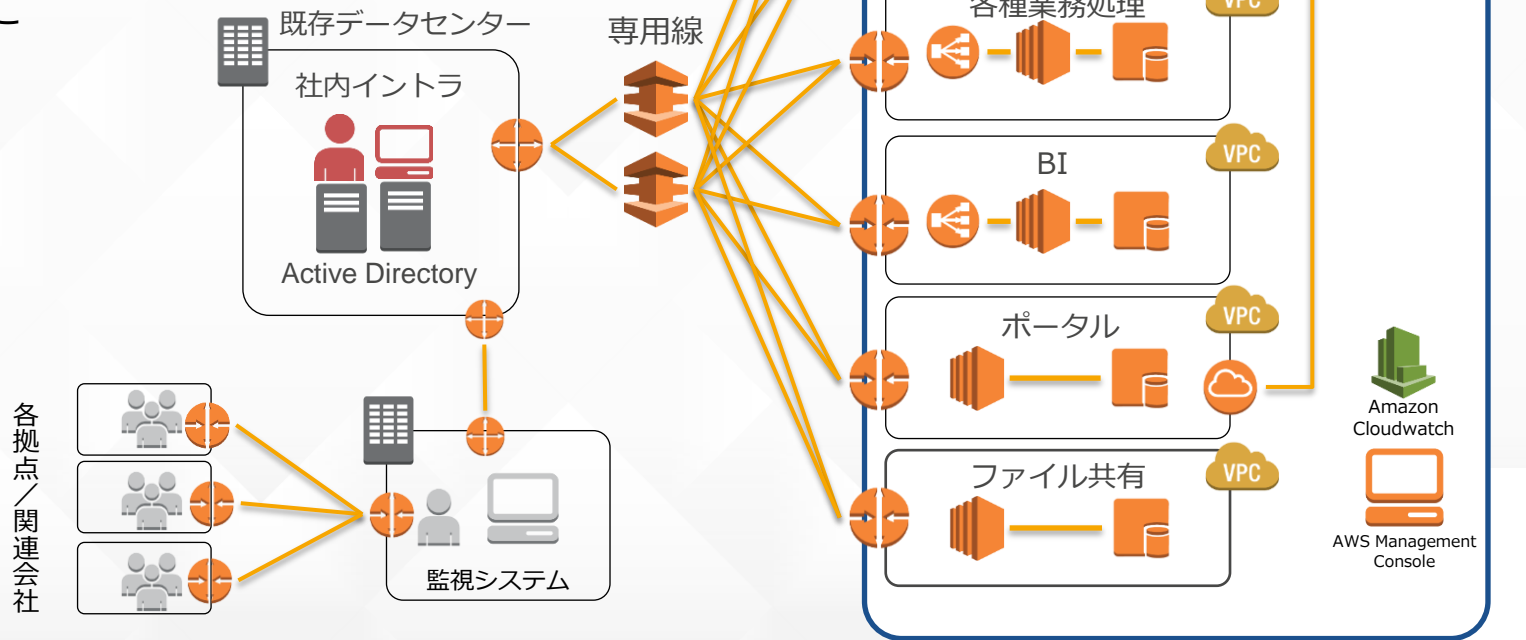 既存データセンター
社内イントラ
Active Directory
専用線
各種業務処理
VPC
BI
VPC
ポータル
VPC
ファイル共有
VPC
Amazon
Cloudwatch
AWS Management
Console
各拠点／関連会社
監視システム